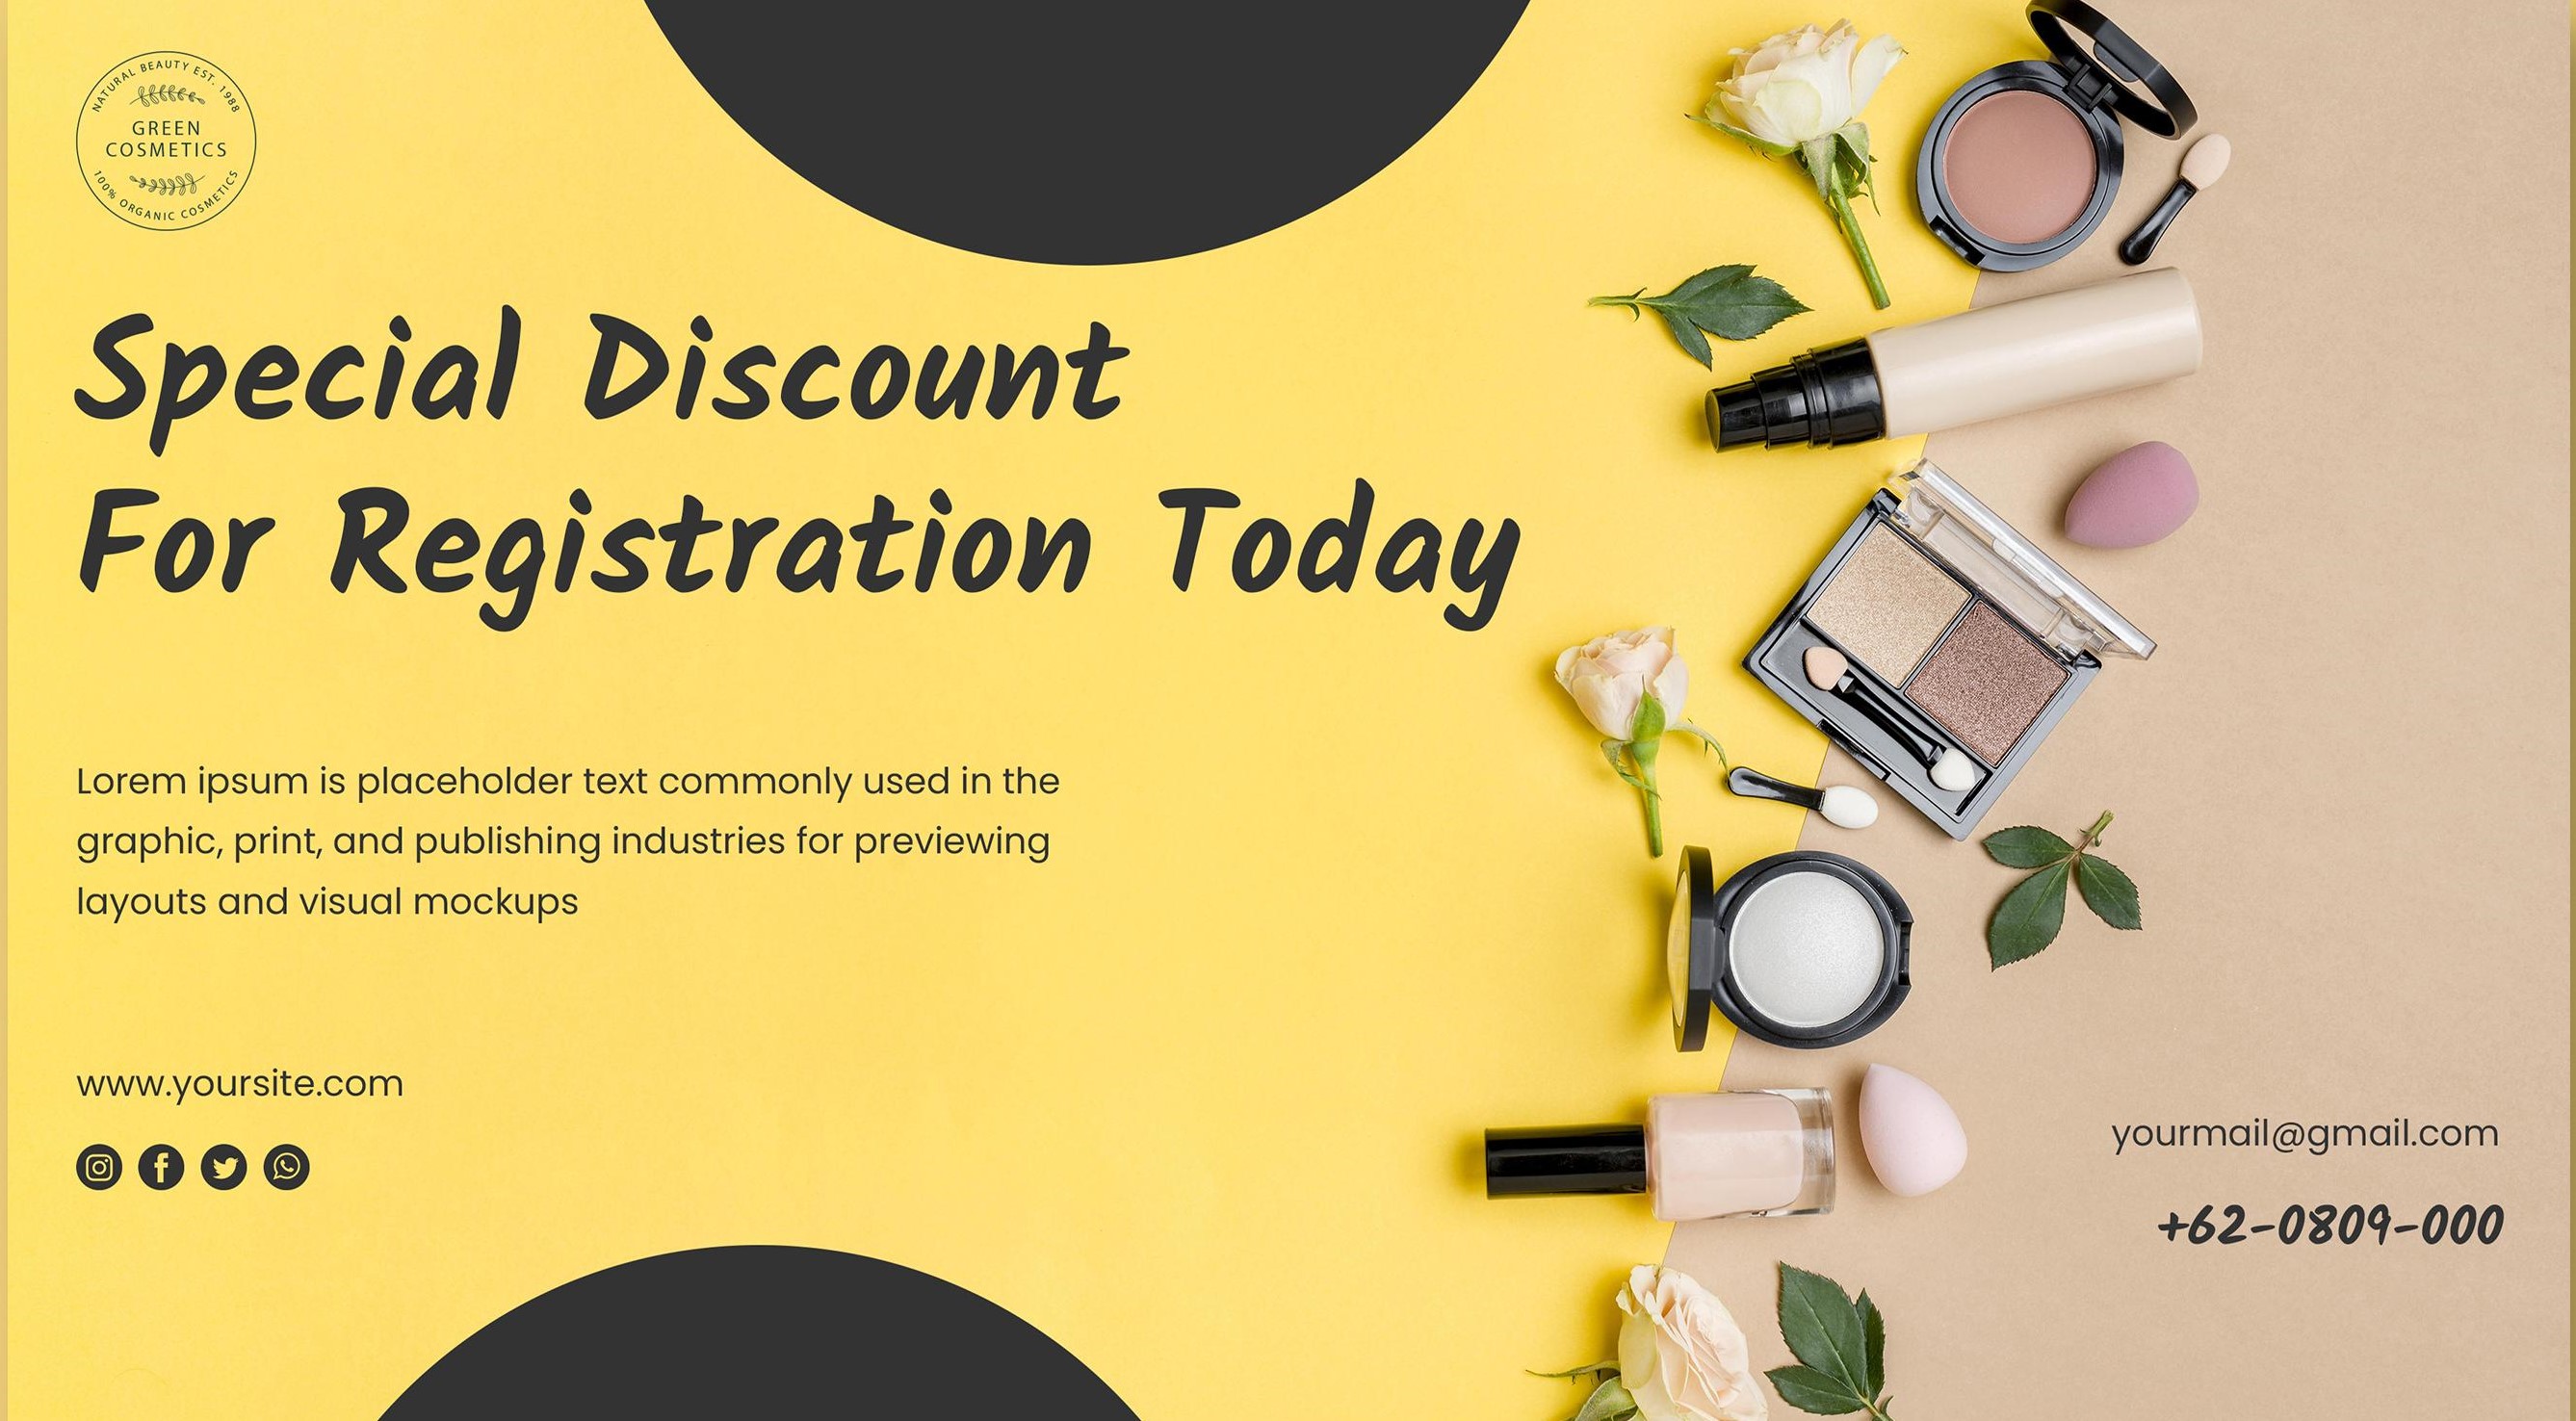 NATURAL BEAUTY EST. 1988
GREEN
COSMETICS
100% ORGANIC COSMETICS
Special Discount
For Registration Today
Lorem ipsum is placeholder text commonly used in the
graphic, print, and publishing industries for previewing
layouts and visual mockups
www.yoursite.com
yourmail@gmail.com
+62-0809-000